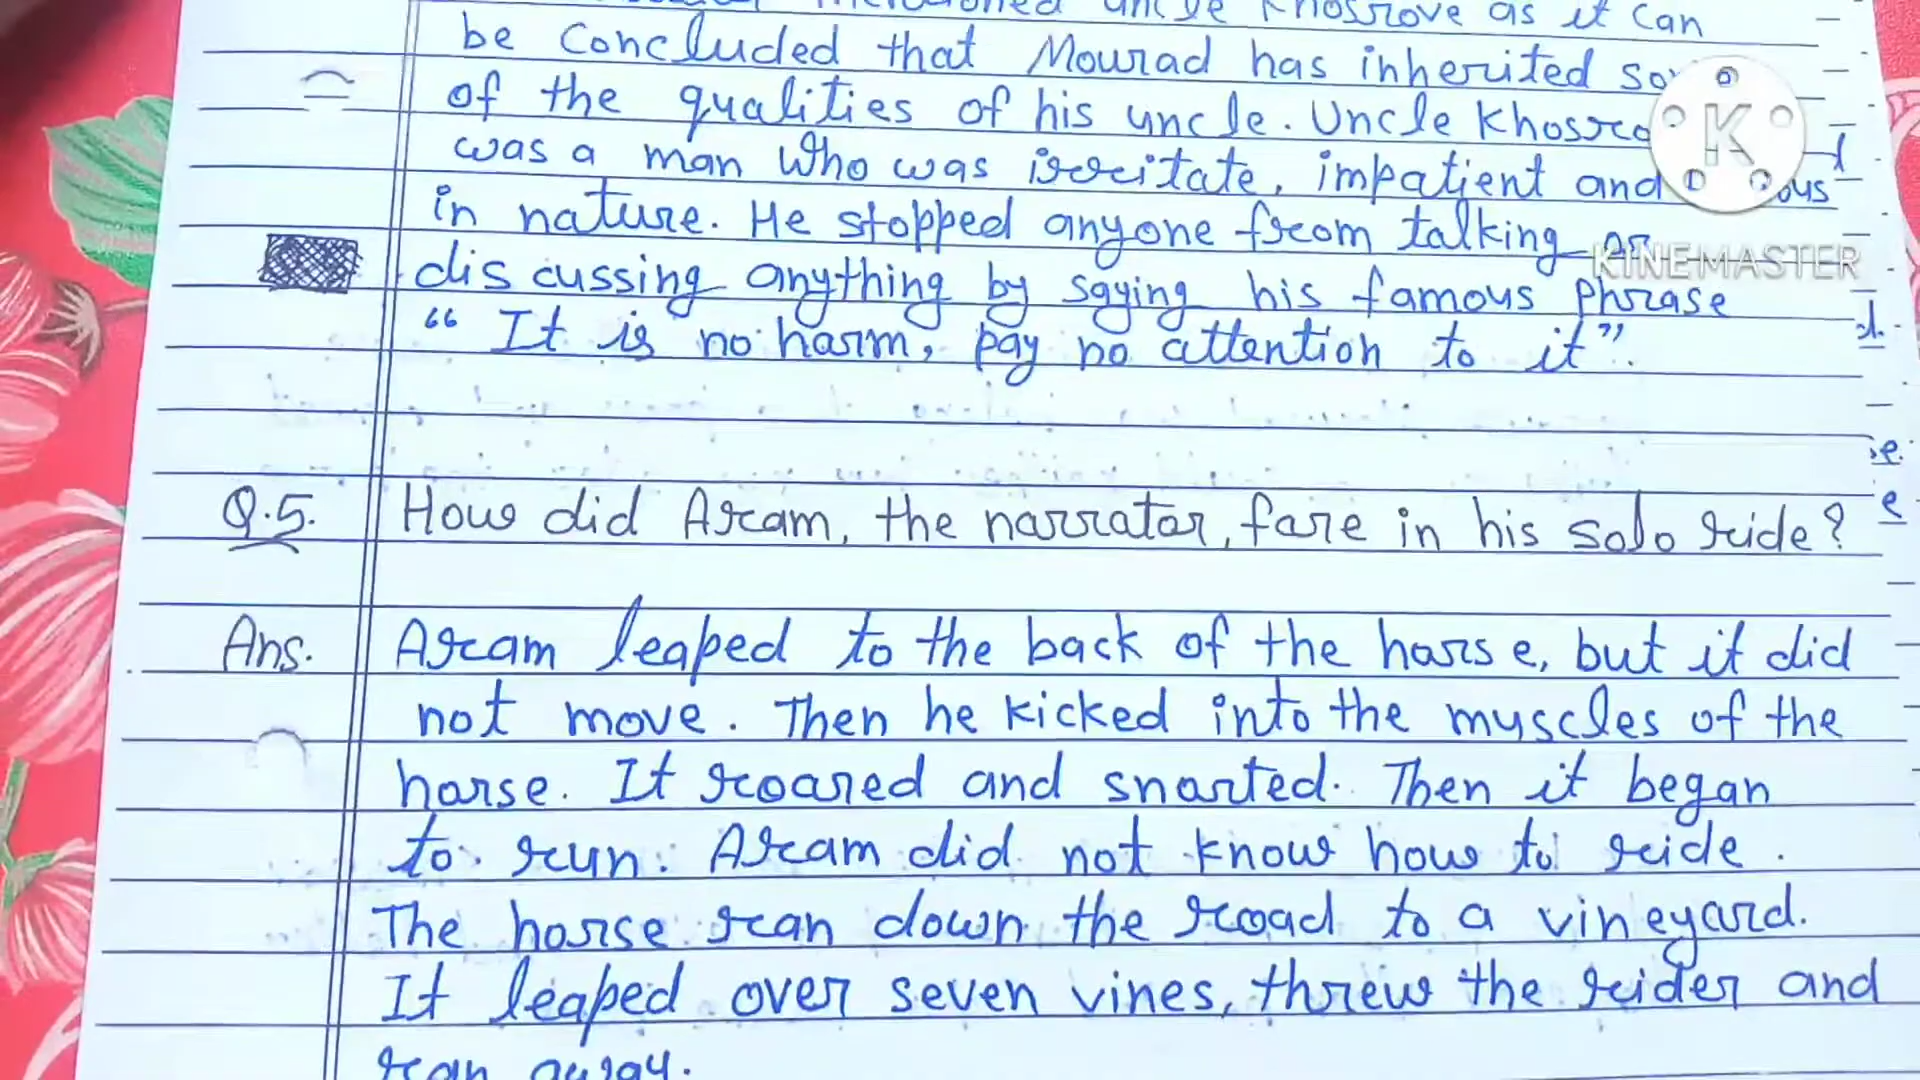 mentioned uncle Khosrove as it can
be concluded that Mourad has inherited
of the qualities of his uncle. Uncle
was a man who was irritate, impatient and
in nature. He stopped anyone from talking or
discussing anything by saying his famous phrase
“It is no harm, pay no attention to it”.
Q.5. How did Aram, the narrator, fare in his solo ride?
Ans. Aram leaped to the back of the horse, but it did
not move. Then he kicked into the muscles of the
horse. It roared and snorted. Then it began
to run. Aram did not know how to ride.
The horse ran down the road to a vineyard.
It leaped over seven vines, threw the rider and
ran away.
K
KINEMASTER